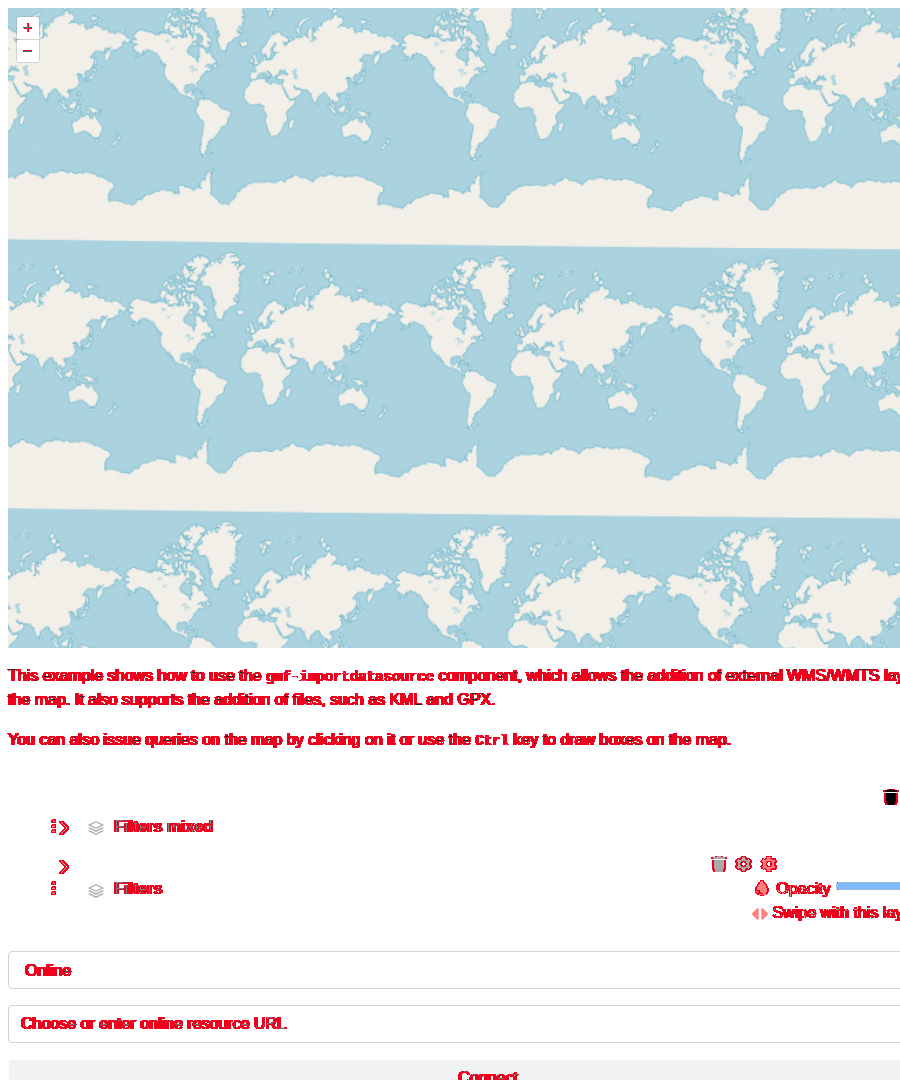 +
−
This example shows how to use the gmf-importdatasource component, which allows the addition of external WMS/WMTS lay
the map. It also supports the addition of files, such as KML and GPX.
You can also issue queries on the map by clicking on it or use the Ctrl key to draw boxes on the map.
Filters mixed
Filters
Opacity
Swipe with this lay
Online
Choose or enter online resource URL
Connect